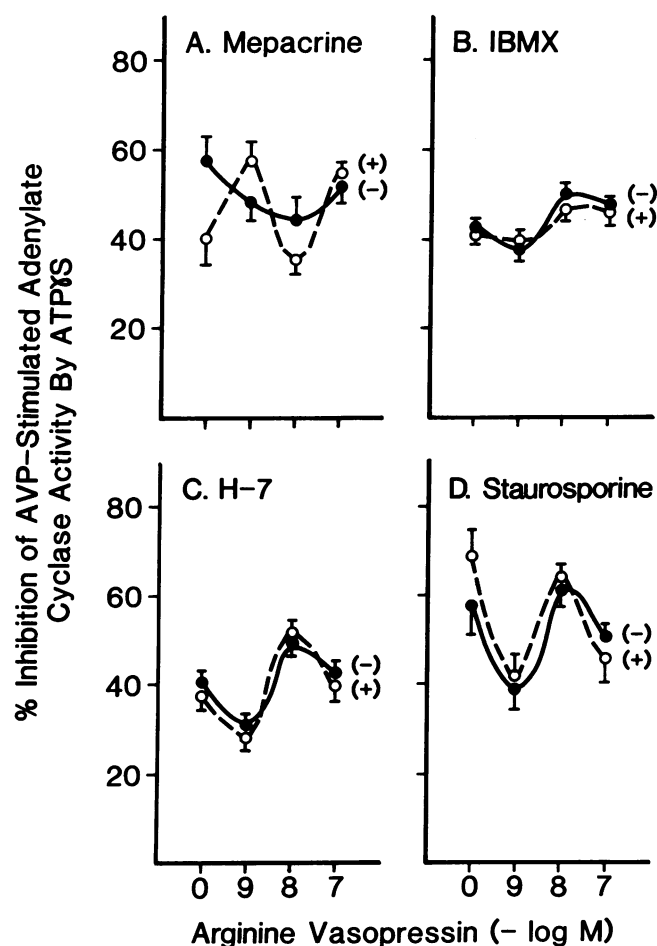 % Inhibition of AVP-Stimulated Adenylate
Cyclase Activity By ATPɣS
A. Mepacrine
80
60
40
20
(+)
(-)
B. IBMX
(-)
(+)
C. H-7
80
60
40
20
(-)
(+)
0 9 8 7
D. Staurosporine
(-)
(+)
0 9 8 7
Arginine Vasopressin (- log M)